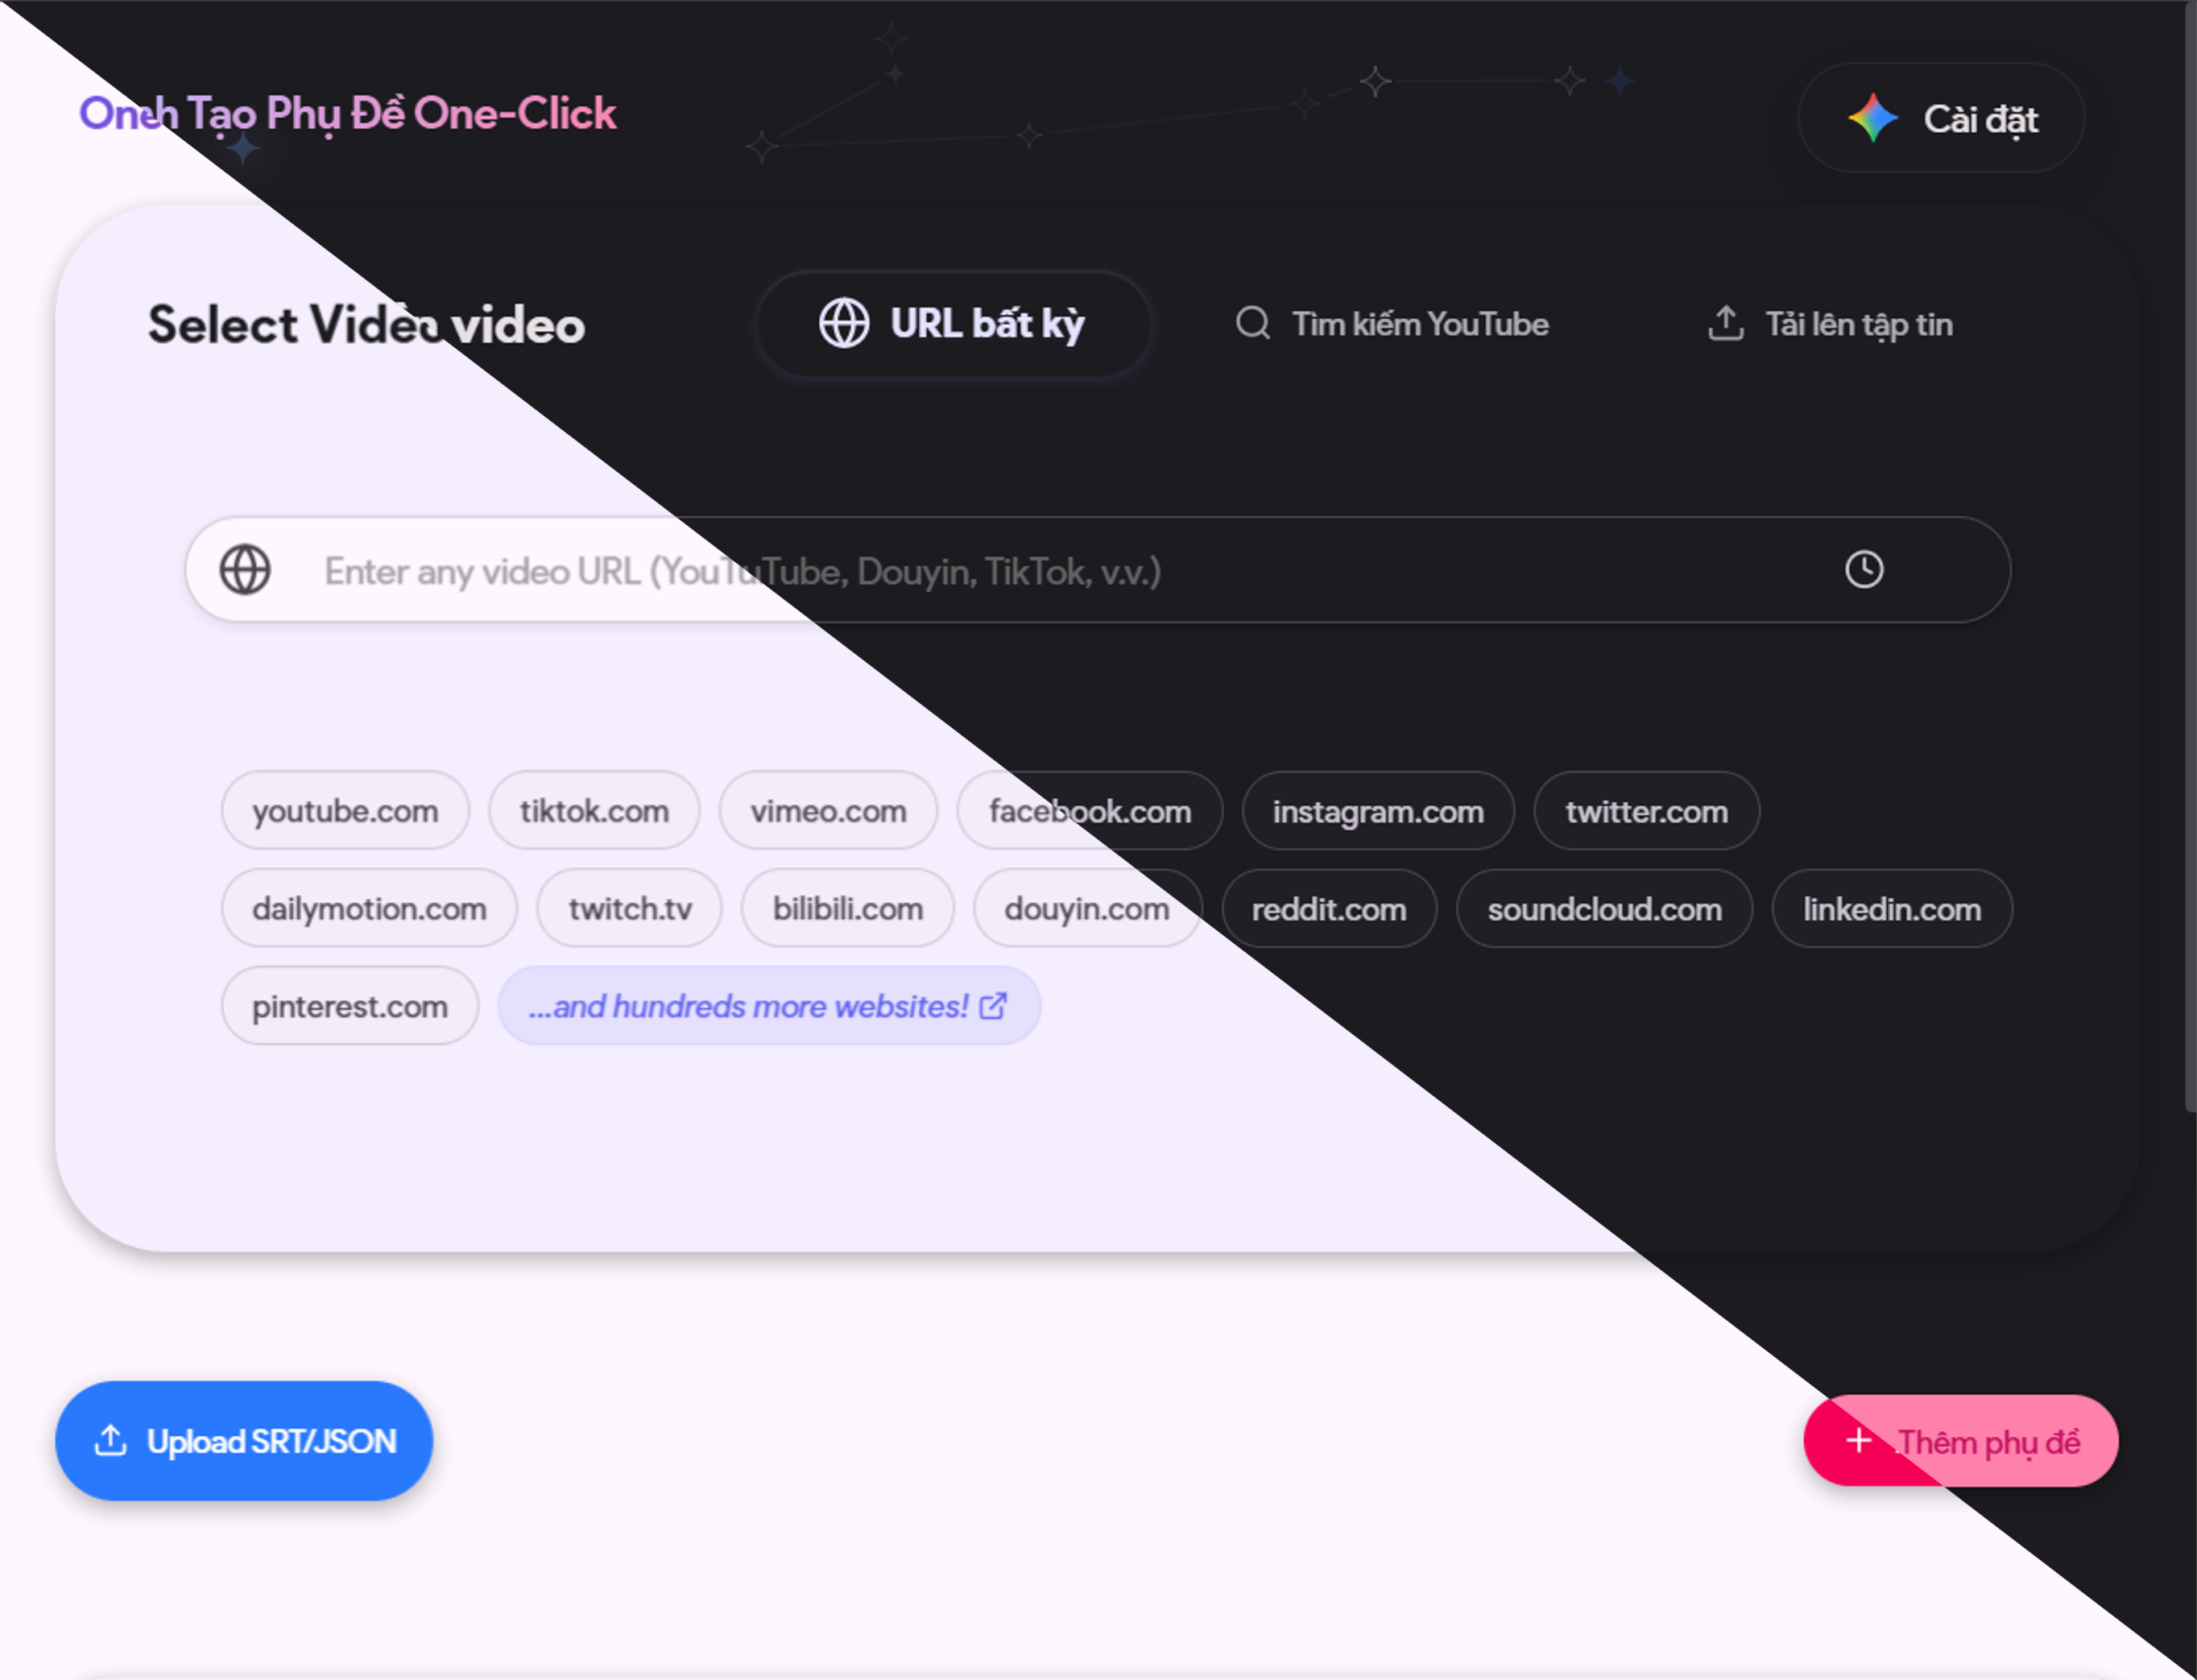 Oneh Tạo Phụ Đề One-Click
Cài đặt
Select Video video
URL bất kỳ
Tìm kiếm YouTube
Tải lên tập tin
Enter any video URL (YouTuTube, Douyin, TikTok, v.v.)
youtube.com
tiktok.com
vimeo.com
facebook.com
instagram.com
twitter.com
dailymotion.com
twitch.tv
bilibili.com
douyin.com
reddit.com
soundcloud.com
linkedin.com
pinterest.com
...and hundreds more websites!
Upload SRT/JSON
Thêm phụ đề